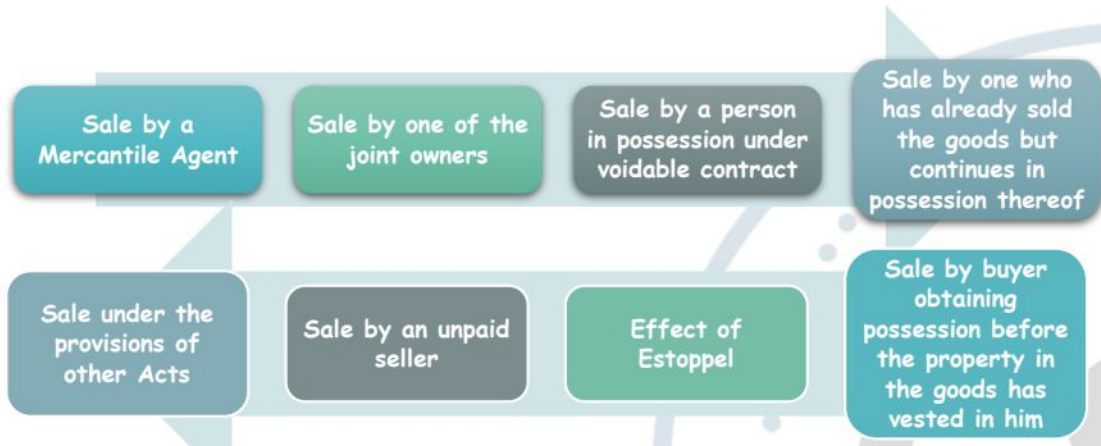 Sale by a
Mercantile Agent
Sale by one of the
joint owners
Sale by a person
in possession under
voidable contract
Sale by one who
has already sold
the goods but
continues in
possession thereof
Sale by buyer
obtaining
possession before
the property in
the goods has
vested in him
Effect of
Estoppel
Sale by an unpaid
seller
Sale under the
provisions of
other Acts